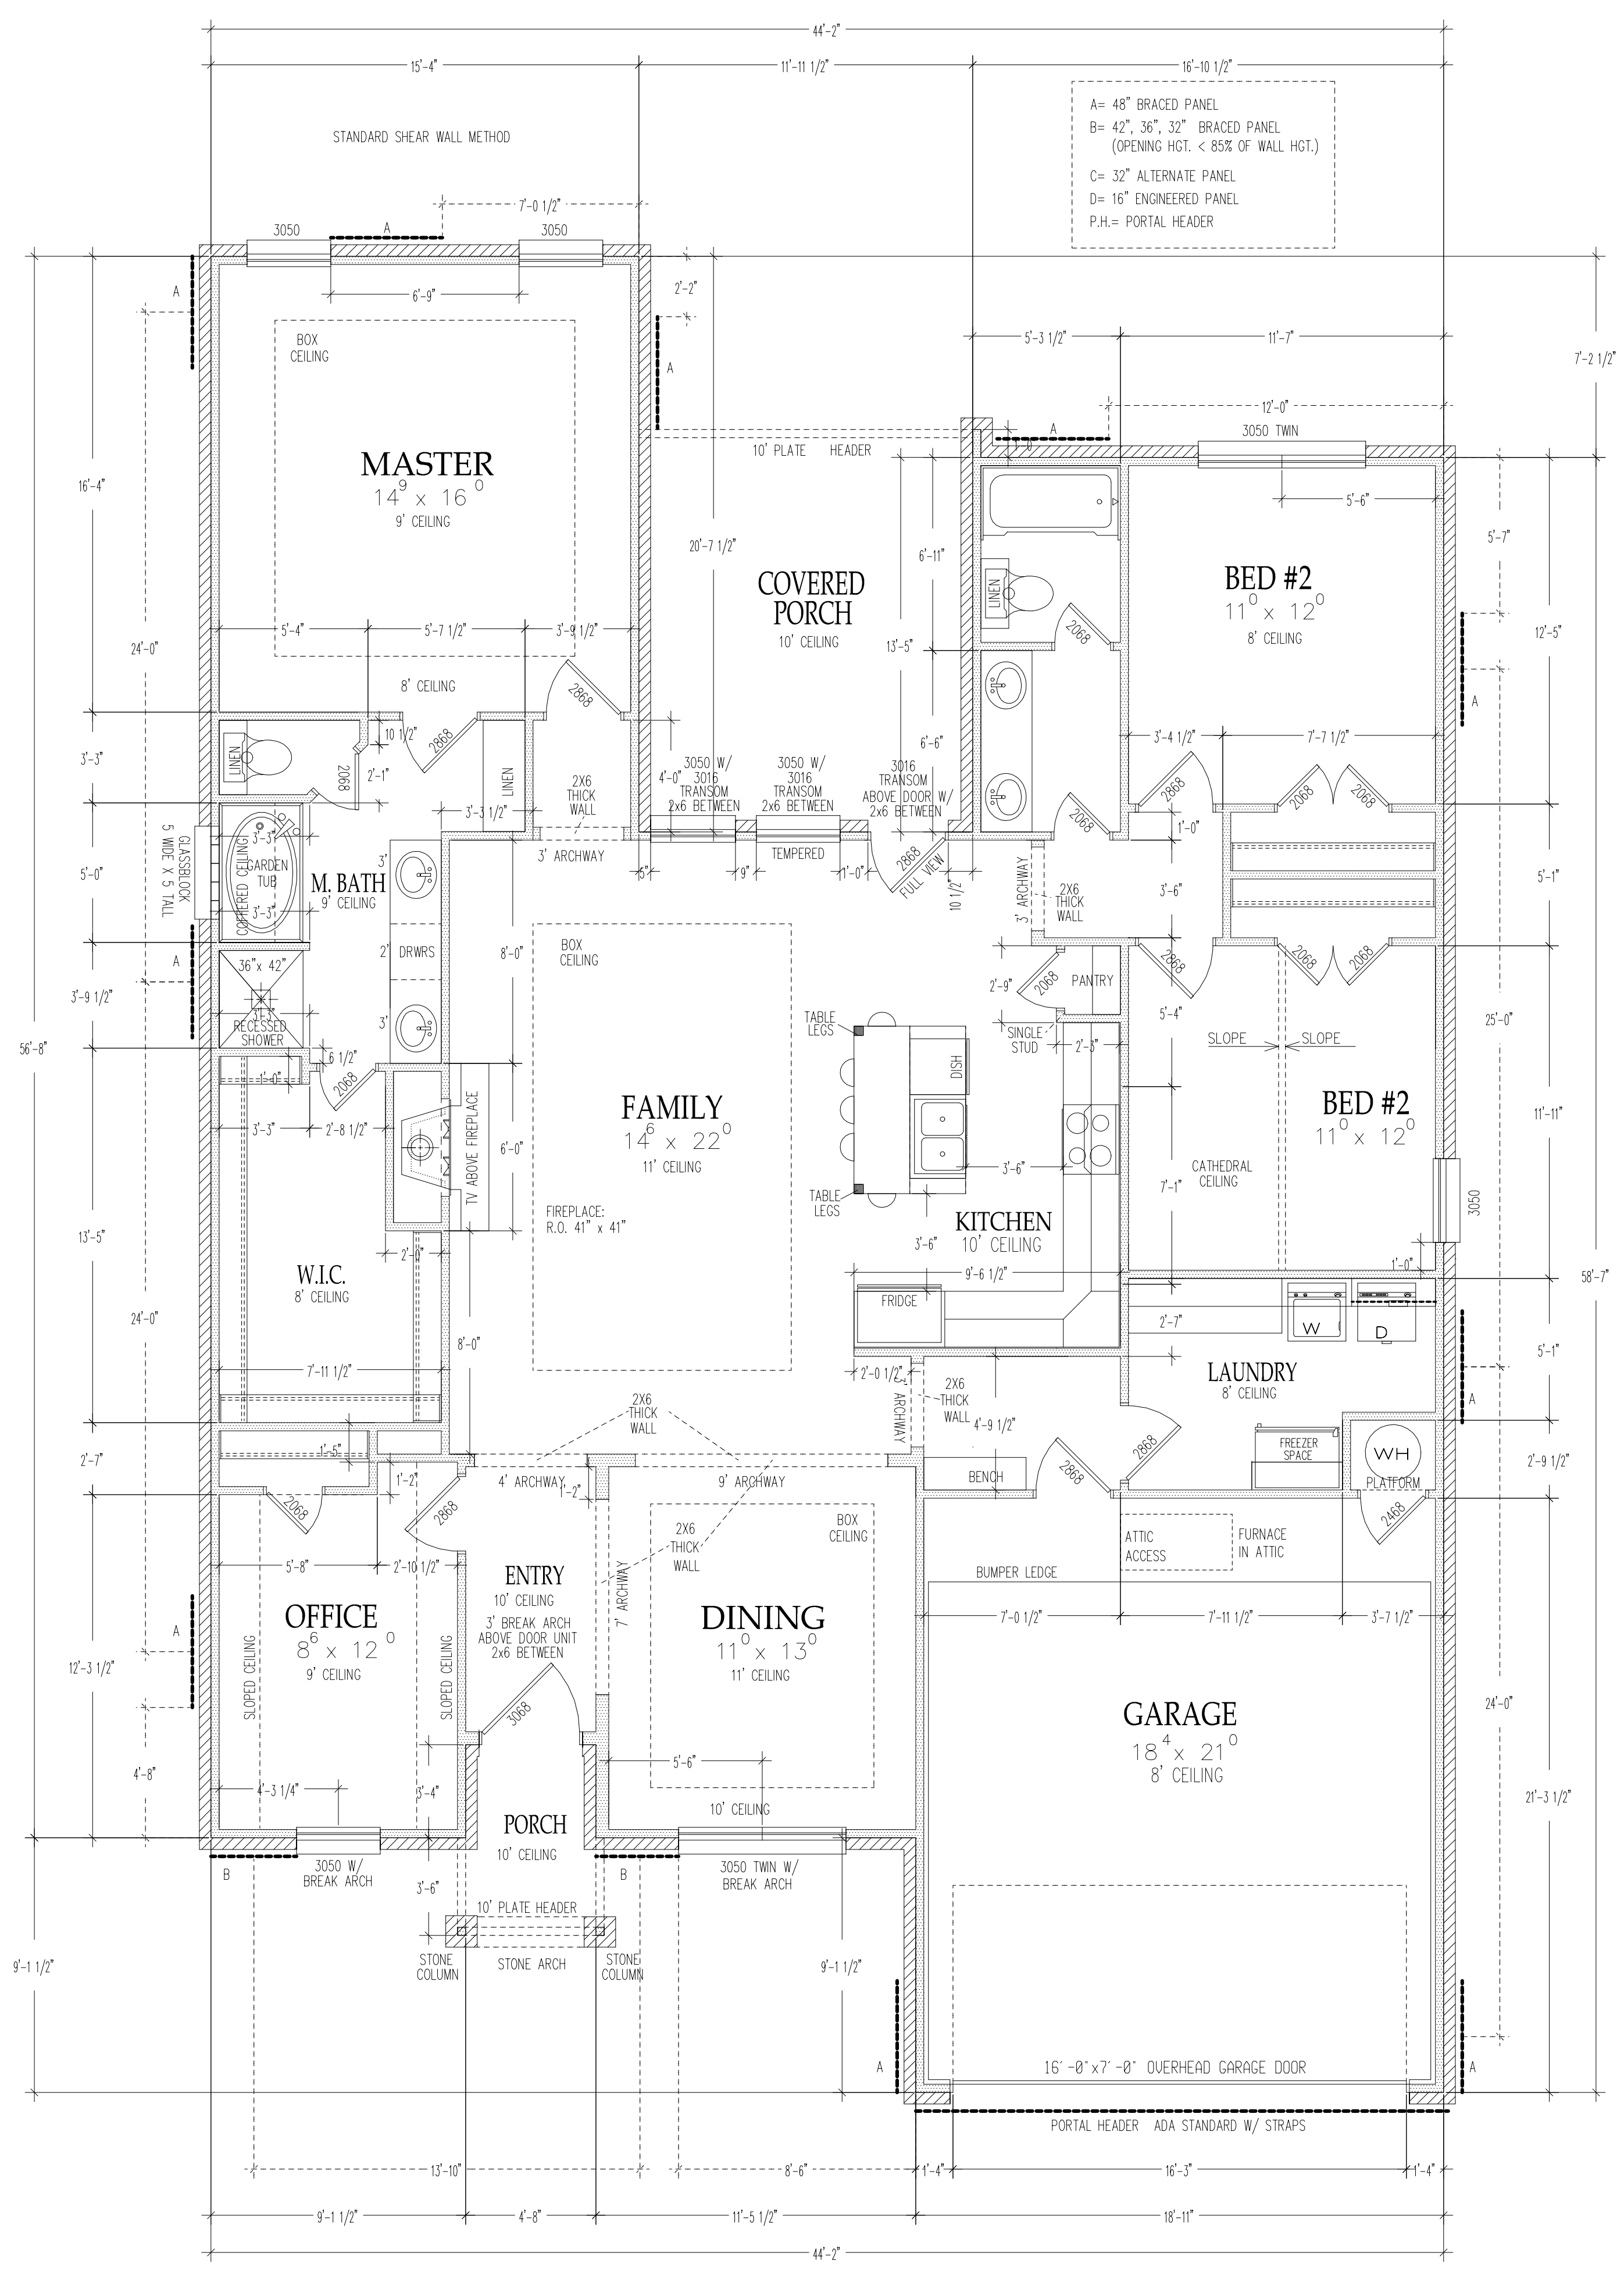 44'-2"
15'-4"
11'-11 1/2"
16'-10 1/2"
STANDARD SHEAR WALL METHOD
A= 48" BRACED PANEL
B= 42", 36", 32" BRACED PANEL
(OPENING HGT. < 85% OF WALL HGT.)
C= 32" ALTERNATE PANEL
D= 16" ENGINEERED PANEL
P.H.= PORTAL HEADER
7'-0 1/2"
3050
A
3050
A
6'-9"
2'-2"
BOX
CEILING
5'-3 1/2"
11'-7"
7'-2 1/2"
A
12'-0"
A
3050 TWIN
10' PLATE HEADER
1'-0"
MASTER
14⁹ x 16⁰
9' CEILING
16'-4"
5'-6"
5'-7"
20'-7 1/2"
6'-11"
COVERED
PORCH
10' CEILING
LINEN
BED #2
11⁰ x 12⁰
8' CEILING
2068
12'-5"
13'-5"
24'-0"
5'-4"
5'-7 1/2"
3'-9 1/2"
8' CEILING
2868
A
LINEN
10 1/2"
2868
2'-1"
2068
LINEN
3'-3"
4'-0"
6'-6"
3'-4 1/2"
7'-7 1/2"
3050 W/
3016
TRANSOM
2x6 BETWEEN
3050 W/
3016
TRANSOM
2x6 BETWEEN
3016
TRANSOM
ABOVE DOOR W/
2x6 BETWEEN
2X6
THICK
WALL
3'-3 1/2"
2868
2068
2068
2068
1'-0"
3' ARCHWAY
TEMPERED
5"
9"
1'-0"
2868
FULL VIEW
10 1/2"
3' ARCHWAY
2X6
THICK
WALL
3'-6"
5'-1"
GLASSBLOCK
5 WIDE X 5 TALL
5'-0"
COFFERED CEILING
3'-3"
GARDEN
TUB
3'-3"
M. BATH
9' CEILING
3'
2'
DRWRS
3'
8'-0"
BOX
CEILING
A
36"x 42"
3'-3"
RECESSED
SHOWER
3'-9 1/2"
56'-8"
2'-9"
2068
PANTRY
2868
2068
2068
5'-4"
25'-0"
TABLE
LEGS
SINGLE
STUD
2'-3"
SLOPE
SLOPE
6 1/2"
1'-0"
2068
DISH
3'-3"
2'-8 1/2"
TV ABOVE FIREPLACE
6'-0"
FAMILY
14⁶ x 22⁰
11' CEILING
BED #2
11⁰ x 12⁰
11'-11"
3'-6"
CATHEDRAL
CEILING
7'-1"
3050
TABLE
LEGS
FIREPLACE:
R.O. 41" x 41"
KITCHEN
10' CEILING
3'-6"
2'-0"
13'-5"
9'-6 1/2"
1'-0"
58'-7"
W.I.C.
8' CEILING
FRIDGE
24'-0"
8'-0"
W
D
2'-7"
5'-1"
7'-11 1/2"
2'-0 1/2"
LAUNDRY
8' CEILING
3' ARCHWAY
2X6
THICK
WALL
4'-9 1/2"
A
2X6
THICK
WALL
2'-7"
1'-5"
1'-2"
4' ARCHWAY
1'-2"
9' ARCHWAY
BENCH
2868
2868
FREEZER
SPACE
WH
PLATFORM
2'-9 1/2"
2068
2868
2468
2X6
THICK
WALL
BOX
CEILING
ATTIC
ACCESS
FURNACE
IN ATTIC
BUMPER LEDGE
5'-8"
2'-10 1/2"
ENTRY
10' CEILING
3' BREAK ARCH
ABOVE DOOR UNIT
2x6 BETWEEN
7' ARCHWAY
7'-0 1/2"
7'-11 1/2"
3'-7 1/2"
A
OFFICE
8⁶ x 12⁰
9' CEILING
SLOPED CEILING
SLOPED CEILING
DINING
11⁰ x 13⁰
11' CEILING
12'-3 1/2"
3068
24'-0"
GARAGE
18⁴ x 21⁰
8' CEILING
4'-8"
4'-3 1/4"
3'-4"
5'-6"
21'-3 1/2"
PORCH
10' CEILING
10' CEILING
B
3050 W/
BREAK ARCH
3'-6"
B
3050 TWIN W/
BREAK ARCH
10' PLATE HEADER
STONE
COLUMN
STONE ARCH
STONE
COLUMN
9'-1 1/2"
9'-1 1/2"
A
16'-0"x7'-0" OVERHEAD GARAGE DOOR
A
PORTAL HEADER ADA STANDARD W/ STRAPS
13'-10"
8'-6"
1'-4"
16'-3"
1'-4"
9'-1 1/2"
4'-8"
11'-5 1/2"
18'-11"
44'-2"